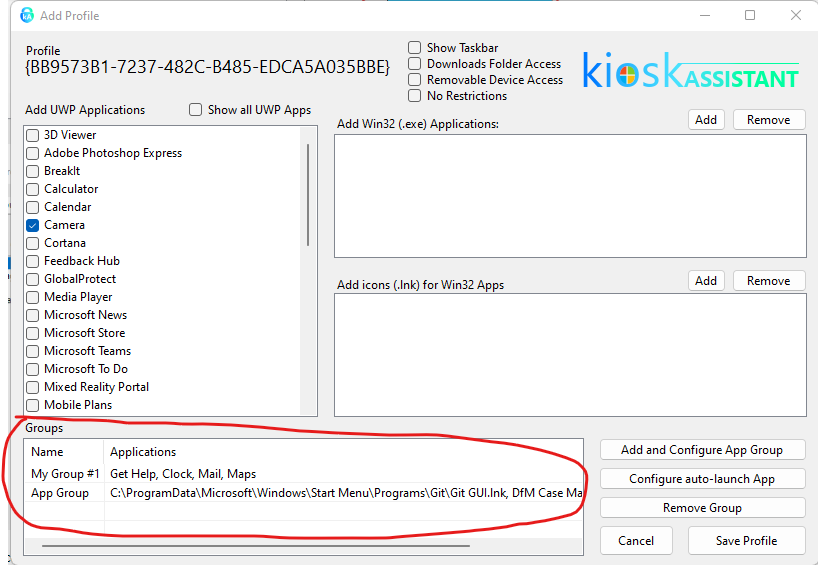 Add Profile
Profile
{BB9573B1-7237-482C-B485-EDCA5A035BBE}
Show Taskbar
Downloads Folder Access
Removable Device Access
No Restrictions
kioskASSISTANT
Add UWP Applications
Show all UWP Apps
3D Viewer
Adobe Photoshop Express
BreakIt
Calculator
Calendar
Camera
Cortana
Feedback Hub
GlobalProtect
Media Player
Microsoft News
Microsoft Store
Microsoft Teams
Microsoft To Do
Mixed Reality Portal
Mobile Plans
Add Win32 (.exe) Applications:
Add
Remove
Add icons (.lnk) for Win32 Apps
Add
Remove
Groups
Name Applications
My Group #1 Get Help, Clock, Mail, Maps
App Group C:\ProgramData\Microsoft\Windows\Start Menu\Programs\Git\Git GUI.lnk, DfM Case Ma
Add and Configure App Group
Configure auto-launch App
Remove Group
Cancel
Save Profile